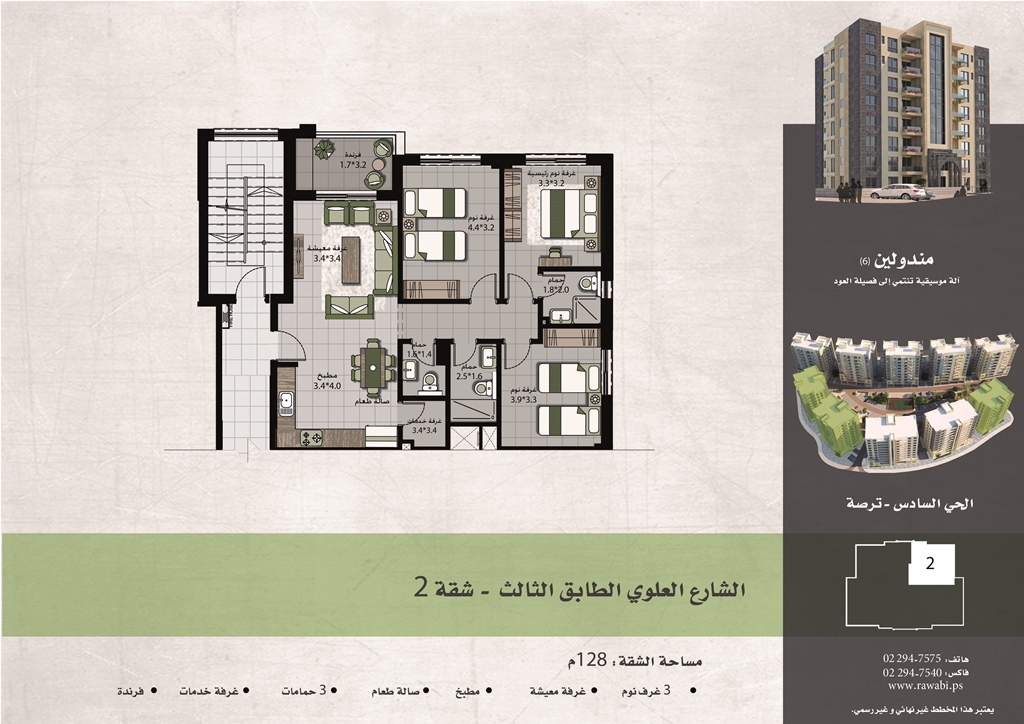 فرندة
1.7*3.2
غرفة نوم رئيسية
3.3*3.2
غرفة نوم
4.4*3.2
غرفة معيشة
3.4*3.4
حمام
1.8*2.0
حمام
1.6*1.4
حمام
2.5*1.6
مطبخ
3.4*4.0
صالة طعام
غرفة خدمات
3.4*3.4
غرفة نوم
3.9*3.3
مندولين (6)
آلة موسيقية تنتمي إلى فصيلة العود
الحي السادس - ترصة
2
الشارع العلوي الطابق الثالث - شقة 2
مساحة الشقة: 128م
• 3 غرف نوم • غرفة معيشة • مطبخ • صالة طعام • 3 حمامات • غرفة خدمات • فرندة
هاتف: 02 294-7575
فاكس: 02 294-7540
www.rawabi.ps
يعتبر هذا المخطط غير نهائي و غير رسمي.